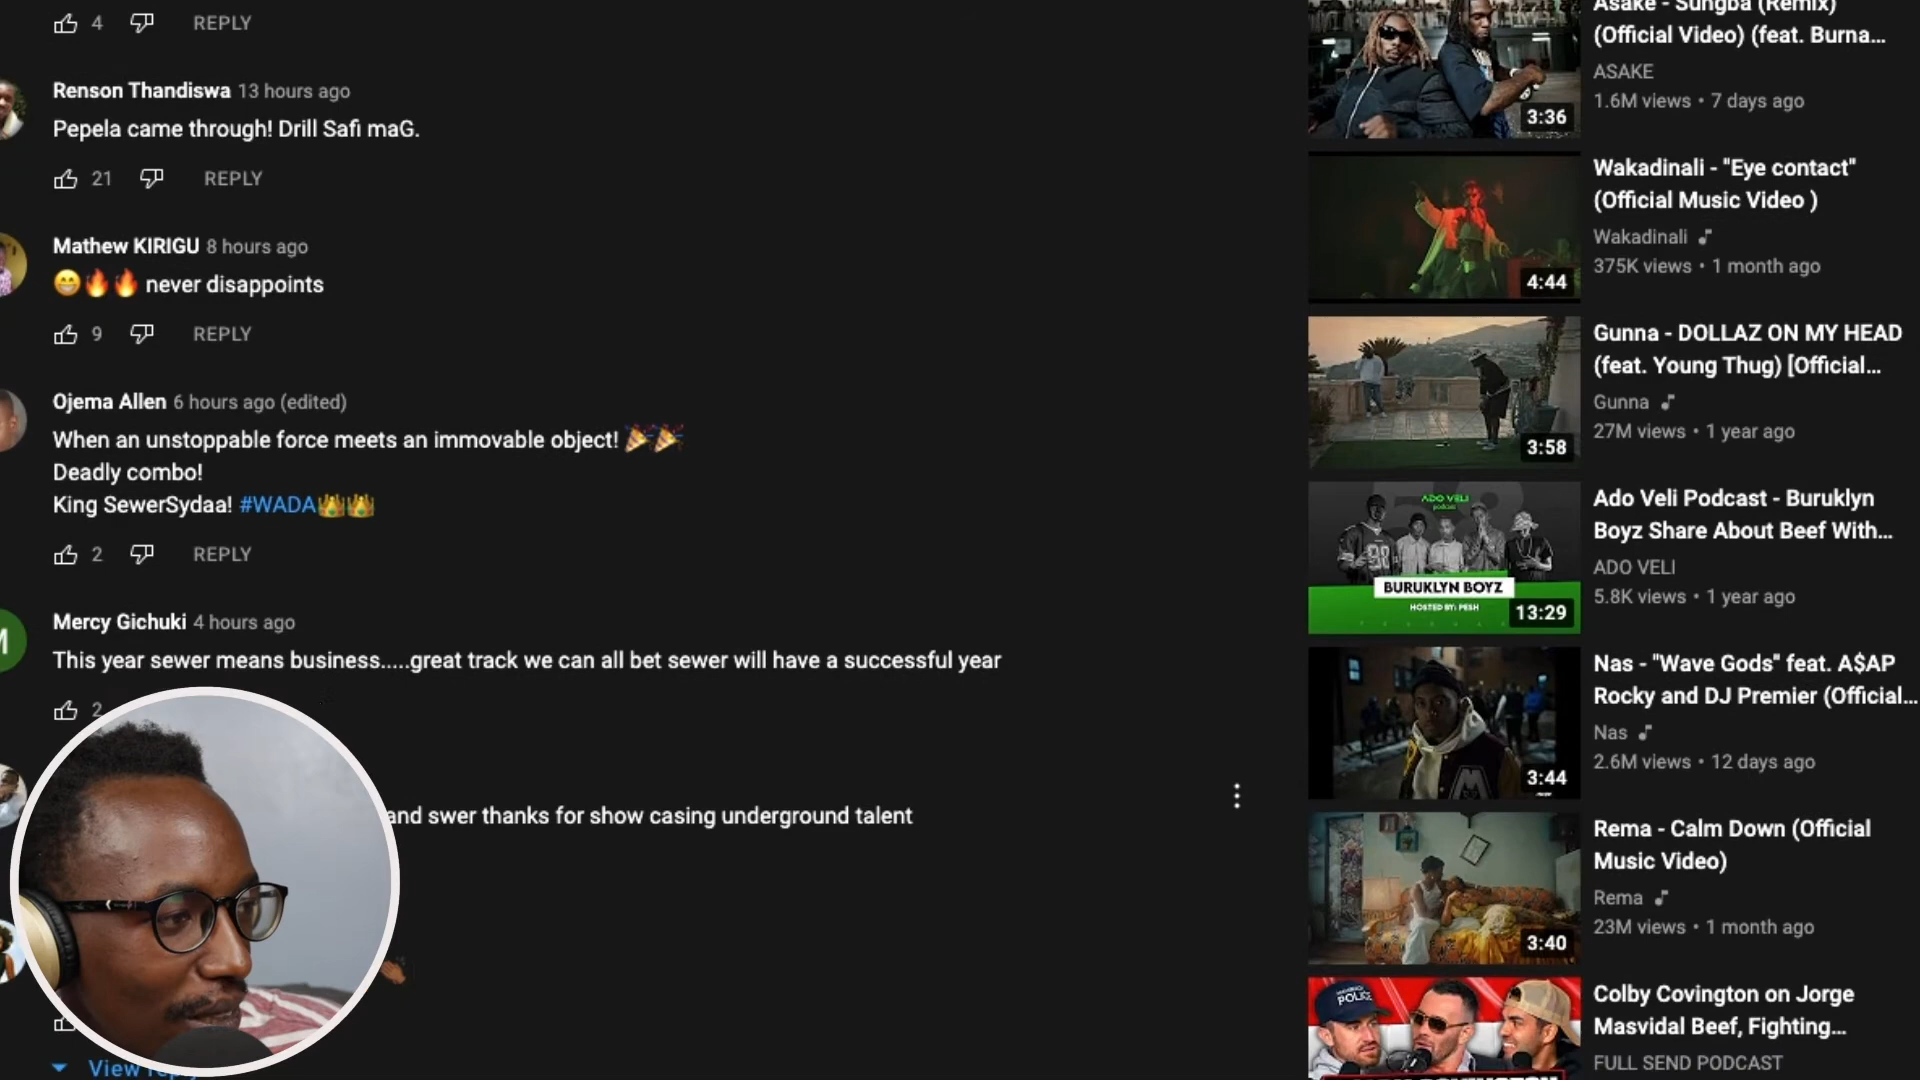 4 REPLY
Renson Thandiswa 13 hours ago
Pepela came through! Drill Safi maG.
21 REPLY
Mathew KIRIGU 8 hours ago
😁🔥🔥 never disappoints
9 REPLY
Ojema Allen 6 hours ago (edited)
When an unstoppable force meets an immovable object! 🎉🎉
Deadly combo!
King SewerSydaa! #WADA👑👑
2 REPLY
Mercy Gichuki 4 hours ago
This year sewer means business.....great track we can all bet sewer will have a successful year
2
and swer thanks for show casing underground talent
View reply
Asake - Sungba (Remix)
(Official Video) (feat. Burna...
ASAKE
1.6M views • 7 days ago
3:36
Wakadinali - "Eye contact"
(Official Music Video )
Wakadinali
375K views • 1 month ago
4:44
Gunna - DOLLAZ ON MY HEAD
(feat. Young Thug) [Official...
Gunna
27M views • 1 year ago
3:58
ADO VELI
podcast
BURUKLYN BOYZ
HOSTED BY: PESH
13:29
Ado Veli Podcast - Buruklyn
Boyz Share About Beef With...
ADO VELI
5.8K views • 1 year ago
Nas - "Wave Gods" feat. A$AP
Rocky and DJ Premier (Official...
Nas
2.6M views • 12 days ago
3:44
Rema - Calm Down (Official
Music Video)
Rema
23M views • 1 month ago
3:40
POLICE
Colby Covington on Jorge
Masvidal Beef, Fighting...
FULL SEND PODCAST